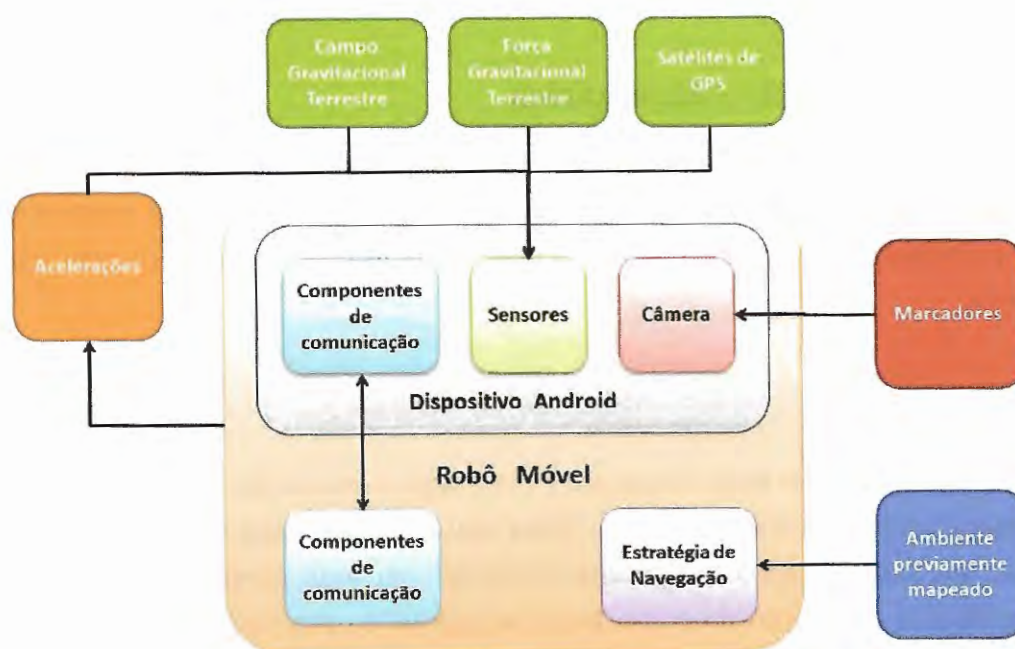 Campo
Gravitacional
Terrestre
Força
Gravitacional
Terrestre
Satélites de
GPS
Acelerações
Componentes
de
comunicação
Sensores
Câmera
Marcadores
Dispositivo Android
Robô Móvel
Componentes
de
comunicação
Estratégia de
Navegação
Ambiente
previamente
mapeado